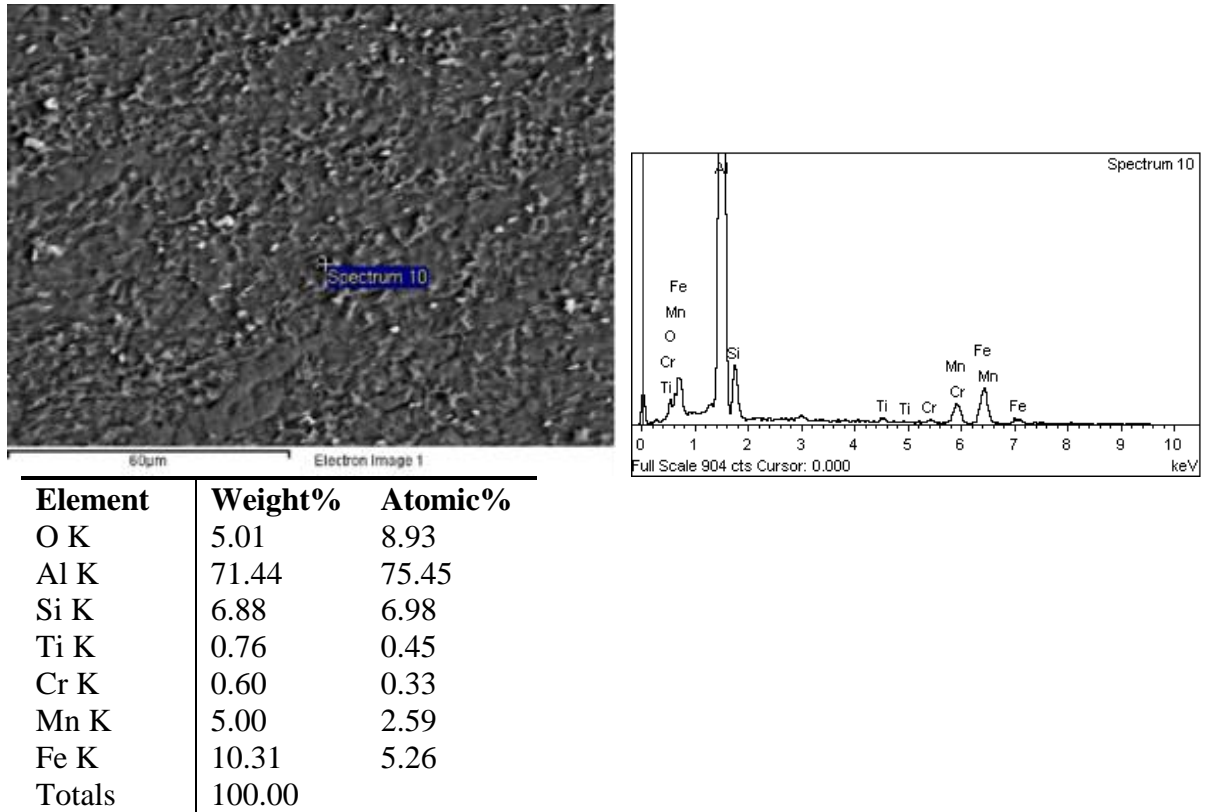 Spectrum 10
60µm
Electron Image 1
Spectrum 10
Al
Fe
Mn
O
Cr
Ti
Si
Ti
Ti
Cr
Mn
Cr
Fe
Mn
Fe
0 1 2 3 4 5 6 7 8 9 10
Full Scale 904 cts Cursor: 0.000 keV
Element Weight% Atomic%
O K 5.01 8.93
Al K 71.44 75.45
Si K 6.88 6.98
Ti K 0.76 0.45
Cr K 0.60 0.33
Mn K 5.00 2.59
Fe K 10.31 5.26
Totals 100.00